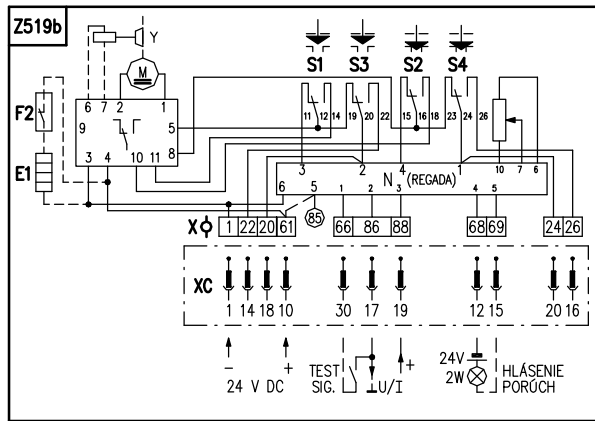 Z519b
Y
S1 S3 S2 S4
M
6 7 2 1
F2
9 5
11 12 14 19 20 22 15 16 18 23 24 26
8
3 4 10 11
10 7 6
E1
3 2 4 1
N (REGADA)
6 5 1 2 3 4 5
85
X 1 22 20 61 66 86 88 68 69 24 26
XC
1 14 18 10 30 17 19 12 15 20 16
− + TEST + 24V HLÁSENIE
24 V DC SIG. U/I 2W PORÚCH